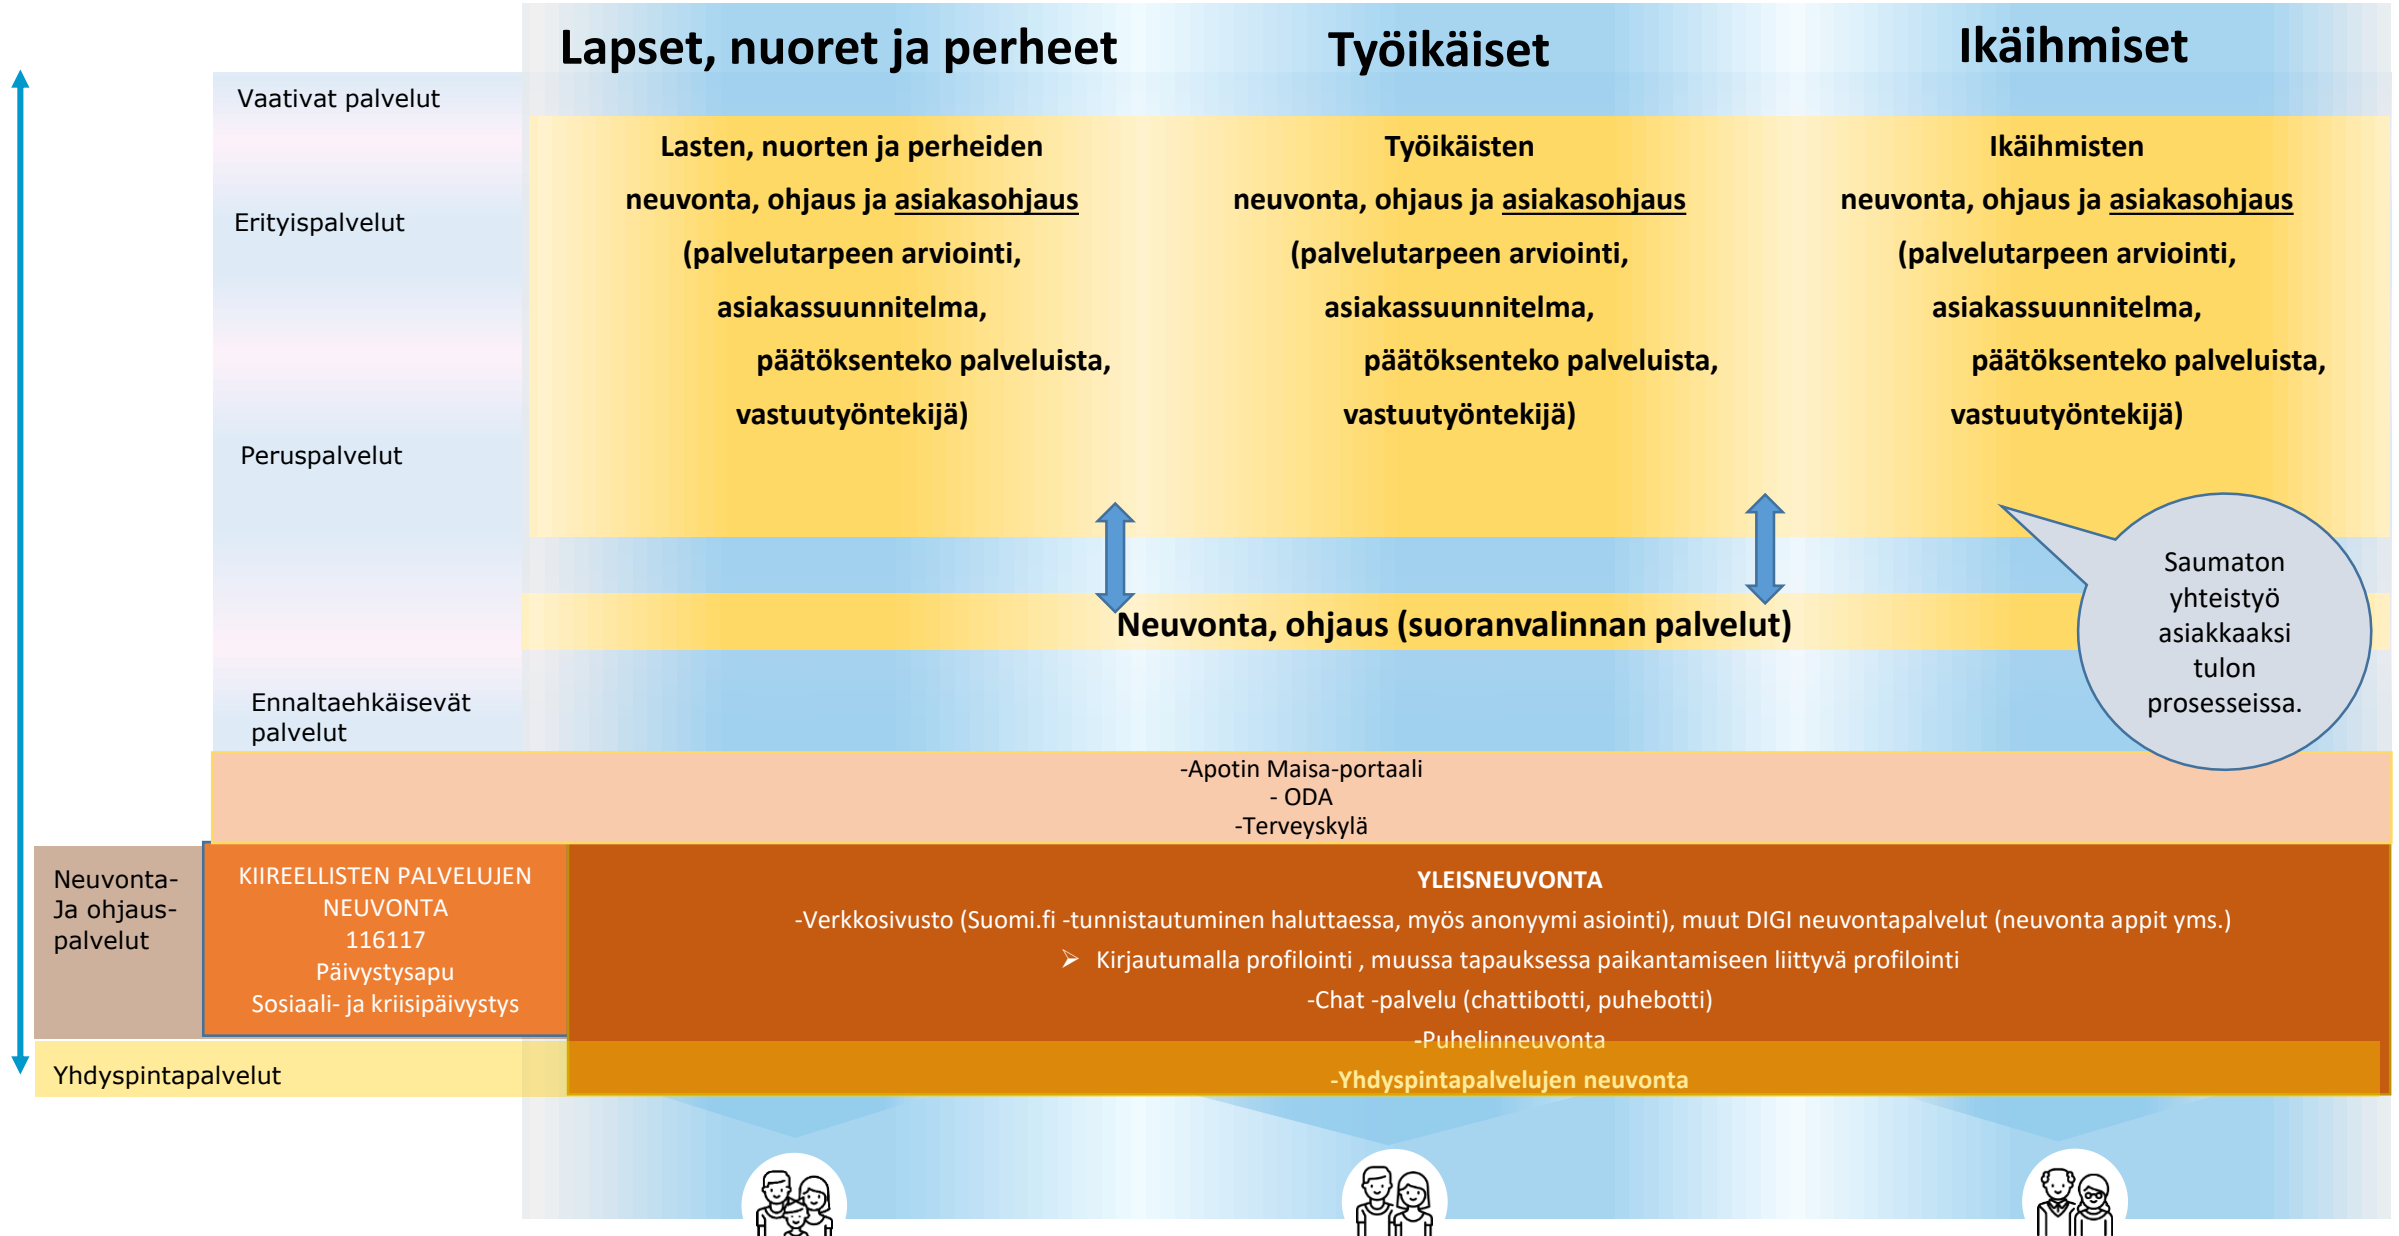 Lapset, nuoret ja perheet
Työikäiset
Ikäihmiset
Vaativat palvelut
Erityispalvelut
Peruspalvelut
Ennaltaehkäisevät
palvelut
Lasten, nuorten ja perheiden
neuvonta, ohjaus ja asiakasohjaus
(palvelutarpeen arviointi,
asiakassuunnitelma,
päätöksenteko palveluista,
vastuutyöntekijä)
Työikäisten
neuvonta, ohjaus ja asiakasohjaus
(palvelutarpeen arviointi,
asiakassuunnitelma,
päätöksenteko palveluista,
vastuutyöntekijä)
Ikäihmisten
neuvonta, ohjaus ja asiakasohjaus
(palvelutarpeen arviointi,
asiakassuunnitelma,
päätöksenteko palveluista,
vastuutyöntekijä)
Saumaton
yhteistyö
asiakkaaksi
tulon
prosesseissa.
Neuvonta, ohjaus (suoranvalinnan palvelut)
-Apotin Maisa-portaali
- ODA
-Terveyskylä
Neuvonta-
Ja ohjaus-
palvelut
KIIREELLISTEN PALVELUJEN
NEUVONTA
116117
Päivystysapu
Sosiaali- ja kriisipäivystys
YLEISNEUVONTA
-Verkkosivusto (Suomi.fi -tunnistautuminen haluttaessa, myös anonyymi asiointi), muut DIGI neuvontapalvelut (neuvonta appit yms.)
➢ Kirjautumalla profilointi , muussa tapauksessa paikantamiseen liittyvä profilointi
-Chat -palvelu (chattibotti, puhebotti)
-Puhelinneuvonta
-Yhdyspintapalvelujen neuvonta
Yhdyspintapalvelut